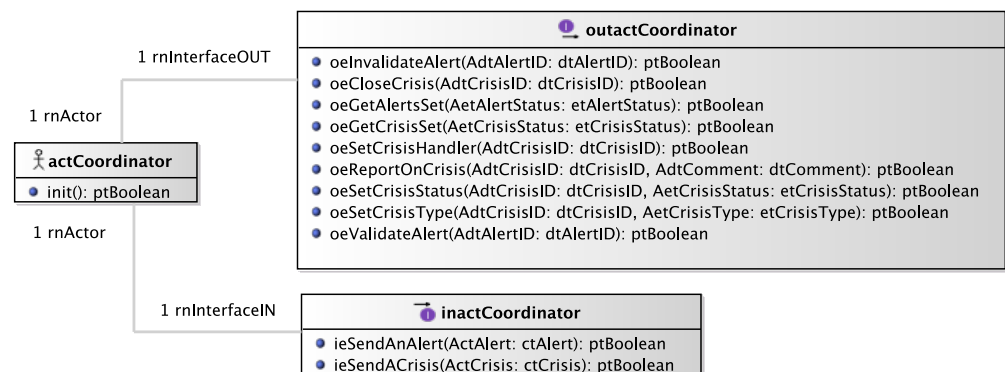 outactCoordinator
1 rnInterfaceOUT
oeInvalidateAlert(AdtAlertID: dtAlertID): ptBoolean
oeCloseCrisis(AdtCrisisID: dtCrisisID): ptBoolean
oeGetAlertsSet(AetAlertStatus: etAlertStatus): ptBoolean
oeGetCrisisSet(AetCrisisStatus: etCrisisStatus): ptBoolean
oeSetCrisisHandler(AdtCrisisID: dtCrisisID): ptBoolean
oeReportOnCrisis(AdtCrisisID: dtCrisisID, AdtComment: dtComment): ptBoolean
oeSetCrisisStatus(AdtCrisisID: dtCrisisID, AetCrisisStatus: etCrisisStatus): ptBoolean
oeSetCrisisType(AdtCrisisID: dtCrisisID, AetCrisisType: etCrisisType): ptBoolean
oeValidateAlert(AdtAlertID: dtAlertID): ptBoolean
1 rnActor
actCoordinator
init(): ptBoolean
1 rnActor
1 rnInterfaceIN
inactCoordinator
ieSendAnAlert(ActAlert: ctAlert): ptBoolean
ieSendACrisis(ActCrisis: ctCrisis): ptBoolean